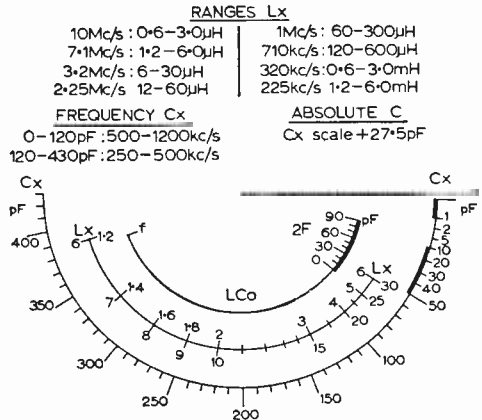 RANGES Lx
10Mc/s : 0·6–3·0µH
7·1Mc/s : 1·2–6·0µH
3·2Mc/s : 6–30µH
2·25Mc/s 12–60µH
1Mc/s : 60–300µH
710kc/s : 120–600µH
320kc/s : 0·6–3·0mH
225kc/s 1·2–6·0mH
FREQUENCY Cx
0–120pF : 500–1200kc/s
120–430pF : 250–500kc/s
ABSOLUTE C
Cx scale + 27·5pF
Cx
pF
400
350
300
250
200
150
100
50
40
30
20
10
5
2
1
pF
Cx
Lx
6 1·2
7 1·4
8 1·6
9 1·8
10 2
15 3
20 4
25 5
30 6
Lx
f
LCo
2F
0
30
60
90
pF